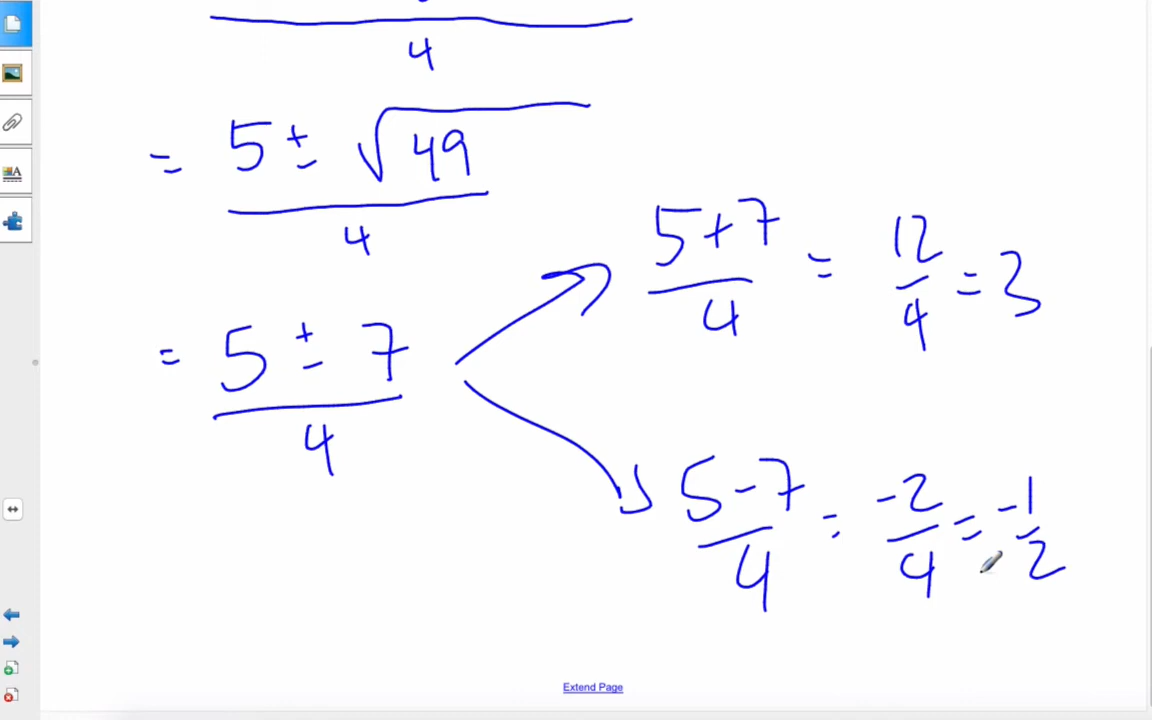 4
= 5 ± √49
4
5+7 = 12 = 3
4 4
= 5 ± 7
4
5-7 = -2 = -1
4 4 2
Extend Page